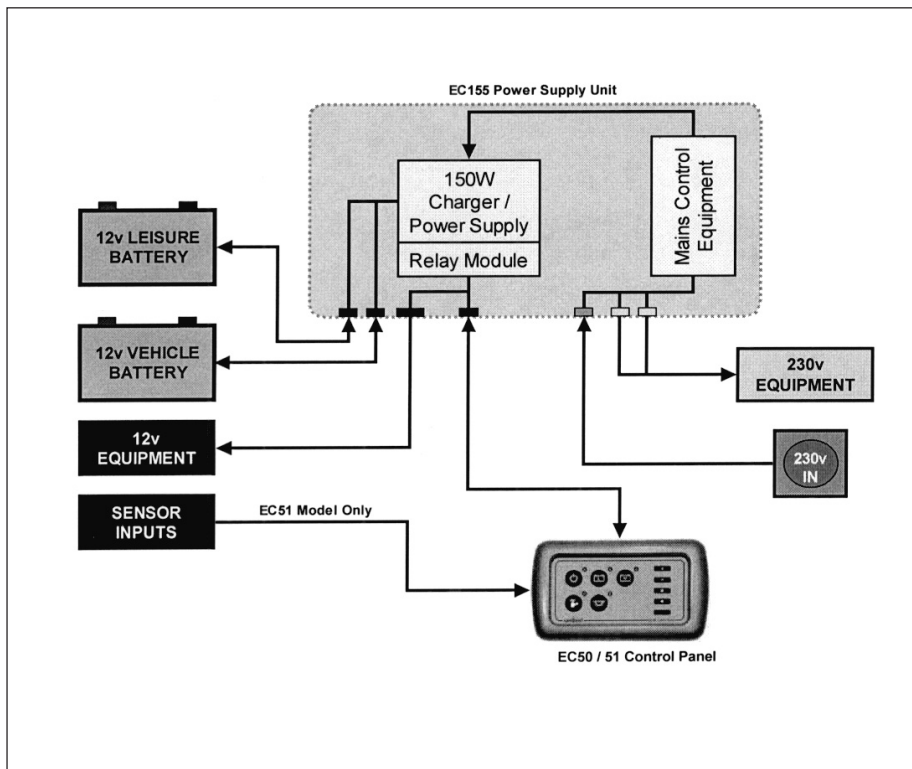 EC155 Power Supply Unit
150W
Charger /
Power Supply
Relay Module
Mains Control
Equipment
12v LEISURE
BATTERY
12v VEHICLE
BATTERY
12v
EQUIPMENT
SENSOR
INPUTS
EC51 Model Only
230v
EQUIPMENT
230v
IN
EC50 / 51 Control Panel